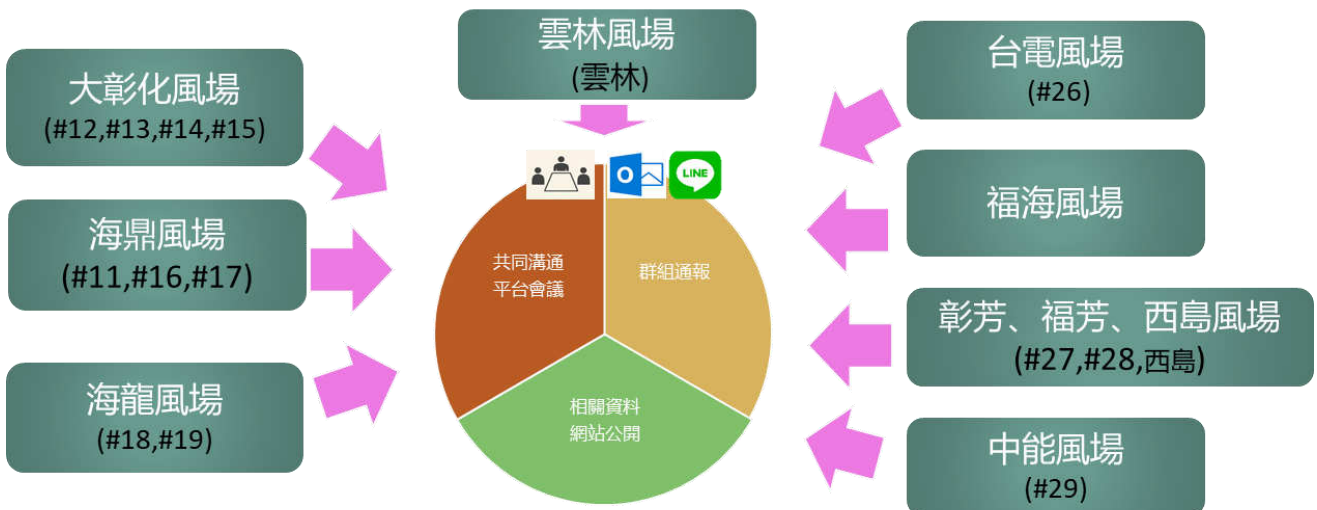 雲林風場
(雲林)
大彰化風場
(#12,#13,#14,#15)
海鼎風場
(#11,#16,#17)
海龍風場
(#18,#19)
台電風場
(#26)
福海風場
彰芳、福芳、西島風場
(#27,#28,西島)
中能風場
(#29)
O
LINE
共同溝通
平台會議
群組通報
相關資料
網站公開